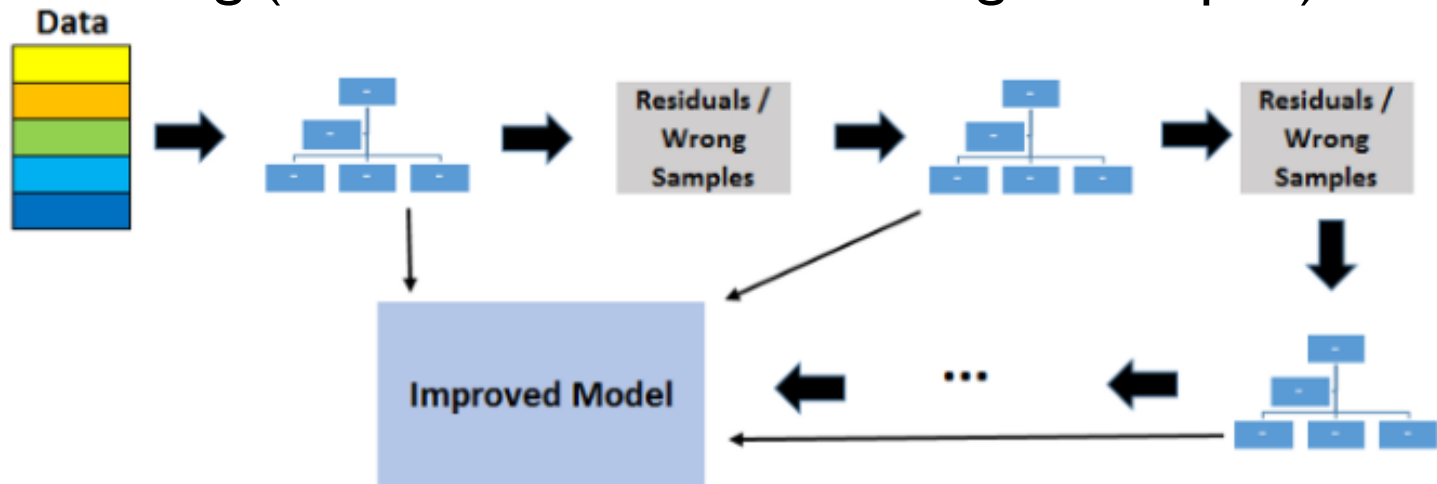 Data
Residuals /
Wrong
Samples
Residuals /
Wrong
Samples
Improved Model
...